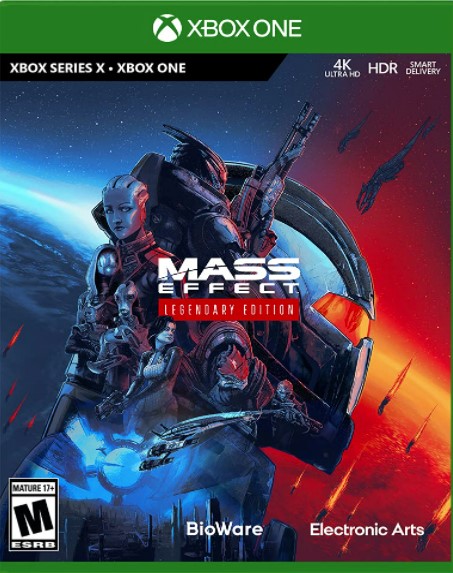 XBOX ONE
XBOX SERIES X • XBOX ONE
4K
ULTRA HD
HDR
SMART
DELIVERY
MASS
EFFECT
LEGENDARY EDITION
MATURE 17+
M
ESRB
BioWare
Electronic Arts